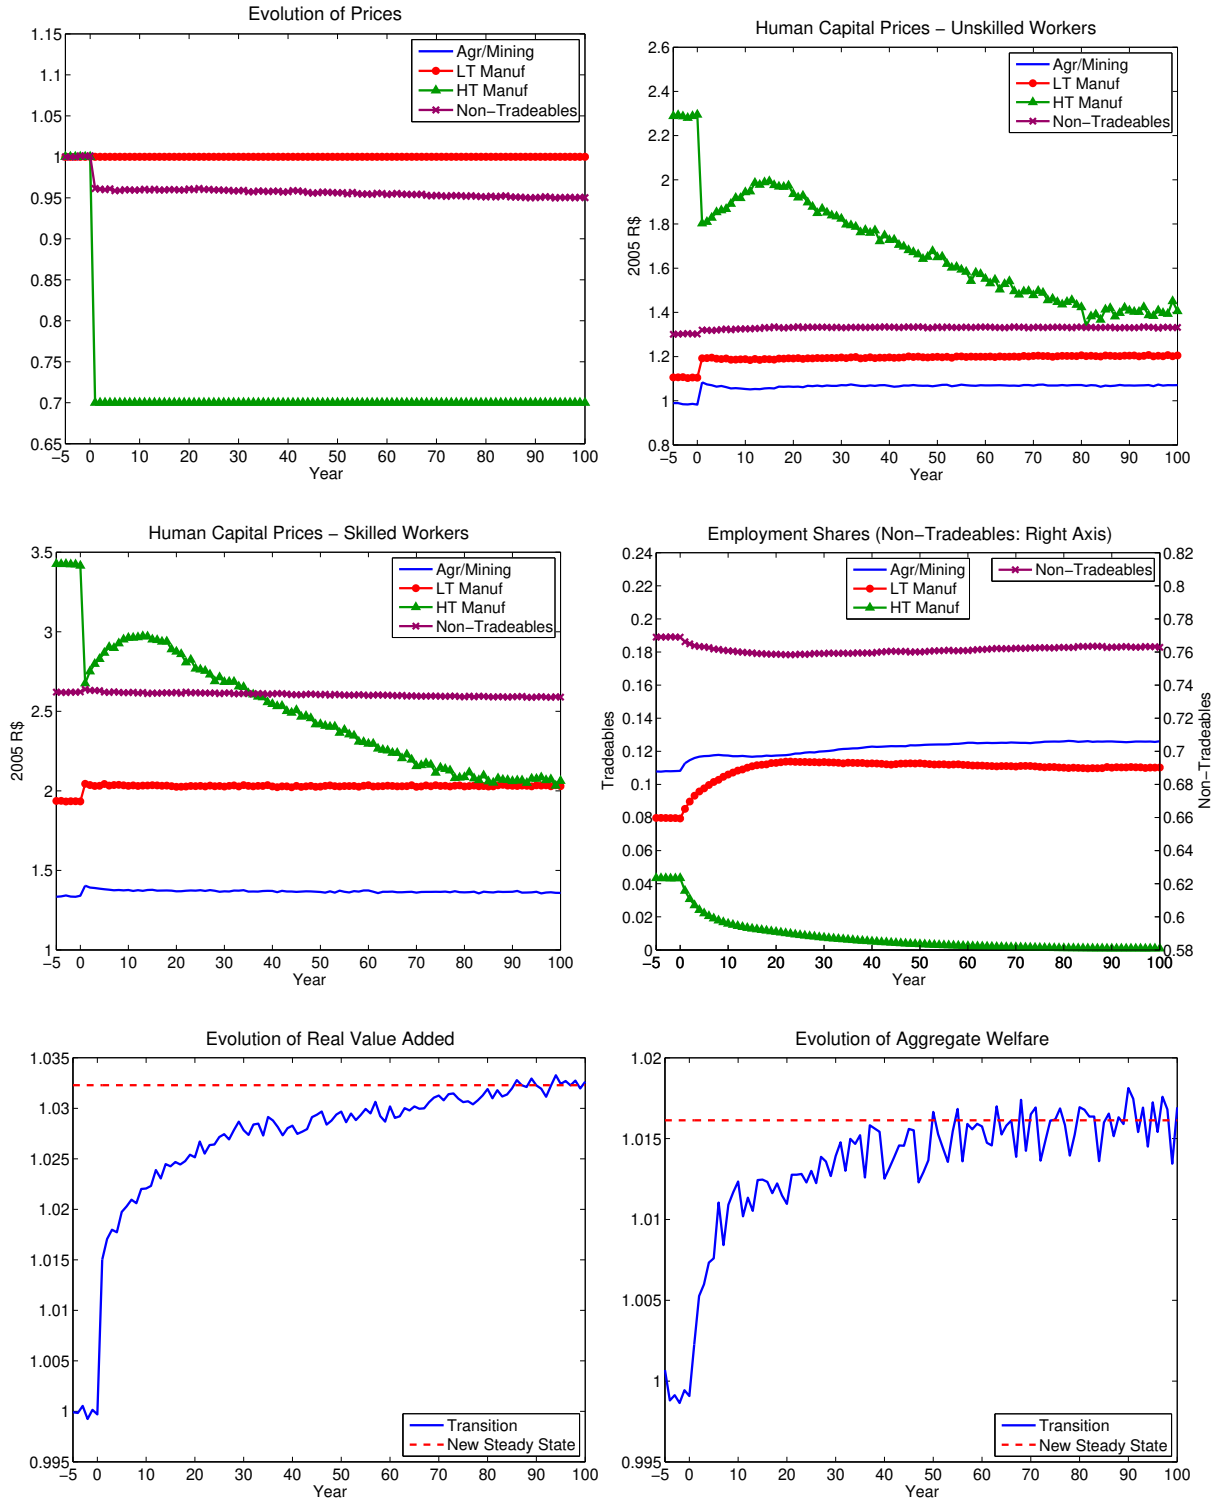 Evolution of Prices
1.15
1.1
1.05
1
0.95
0.9
0.85
0.8
0.75
0.7
0.65
−5 0 10 20 30 40 50 60 70 80 90 100
Year
Agr/Mining
LT Manuf
HT Manuf
Non−Tradeables
Human Capital Prices − Unskilled Workers
2.6
2.4
2.2
2
1.8
1.6
1.4
1.2
1
0.8
2005 R$
−5 0 10 20 30 40 50 60 70 80 90 100
Year
Agr/Mining
LT Manuf
HT Manuf
Non−Tradeables
Human Capital Prices − Skilled Workers
3.5
3
2.5
2
1.5
1
2005 R$
−5 0 10 20 30 40 50 60 70 80 90 100
Year
Agr/Mining
LT Manuf
HT Manuf
Non−Tradeables
Employment Shares (Non−Tradeables: Right Axis)
0.24
0.22
0.2
0.18
0.16
0.14
0.12
0.1
0.08
0.06
0.04
0.02
0
Tradeables
−5 0 10 20 30 40 50 60 70 80 90 100
Year
Agr/Mining
LT Manuf
HT Manuf
Non−Tradeables
0.82
0.8
0.78
0.76
0.74
0.72
0.7
0.68
0.66
0.64
0.62
0.6
0.58
Non−Tradeables
Evolution of Real Value Added
1.035
1.03
1.025
1.02
1.015
1.01
1.005
1
0.995
−5 0 10 20 30 40 50 60 70 80 90 100
Year
Transition
New Steady State
Evolution of Aggregate Welfare
1.02
1.015
1.01
1.005
1
0.995
−5 0 10 20 30 40 50 60 70 80 90 100
Year
Transition
New Steady State